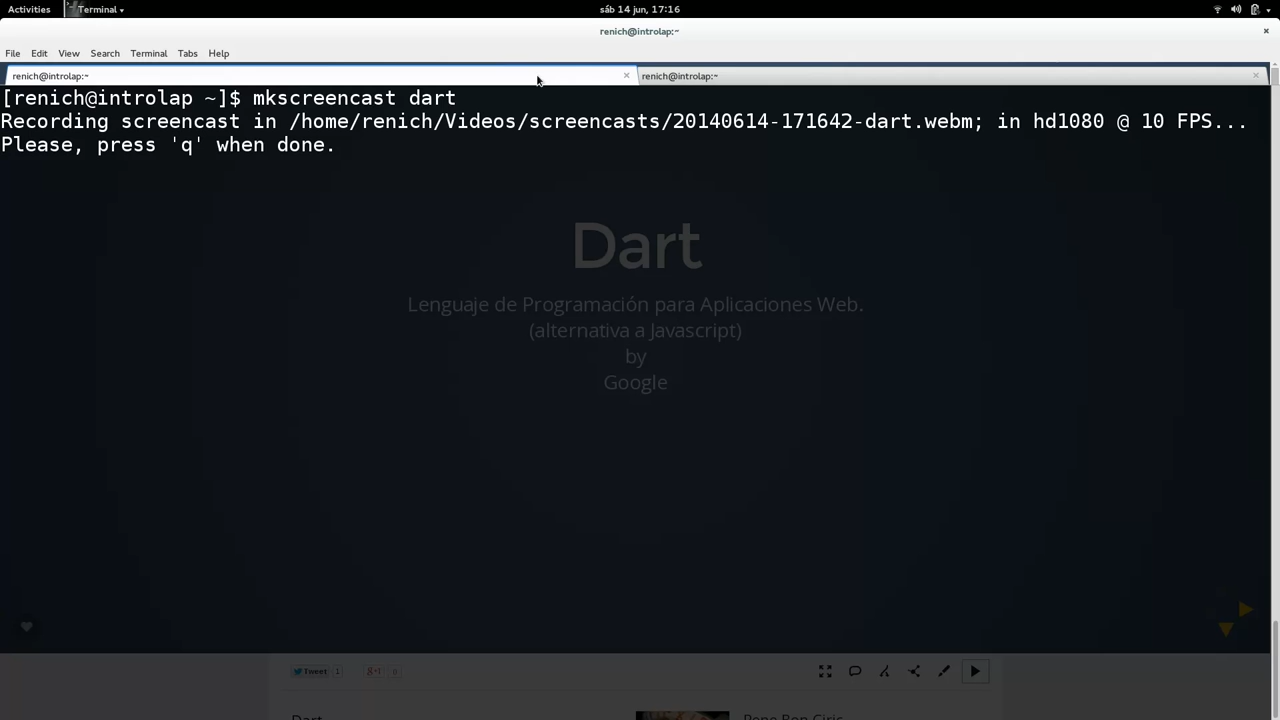 Activities Terminal sáb 14 jun, 17:16
renich@introlap:~
File Edit View Search Terminal Tabs Help
renich@introlap:~ renich@introlap:~
[renich@introlap ~]$ mkscreencast dart
Recording screencast in /home/renich/Videos/screencasts/20140614-171642-dart.webm; in hd1080 @ 10 FPS...
Please, press 'q' when done.
Dart
Lenguaje de Programación para Aplicaciones Web.
(alternativa a Javascript)
by
Google
Tweet 1
Dart